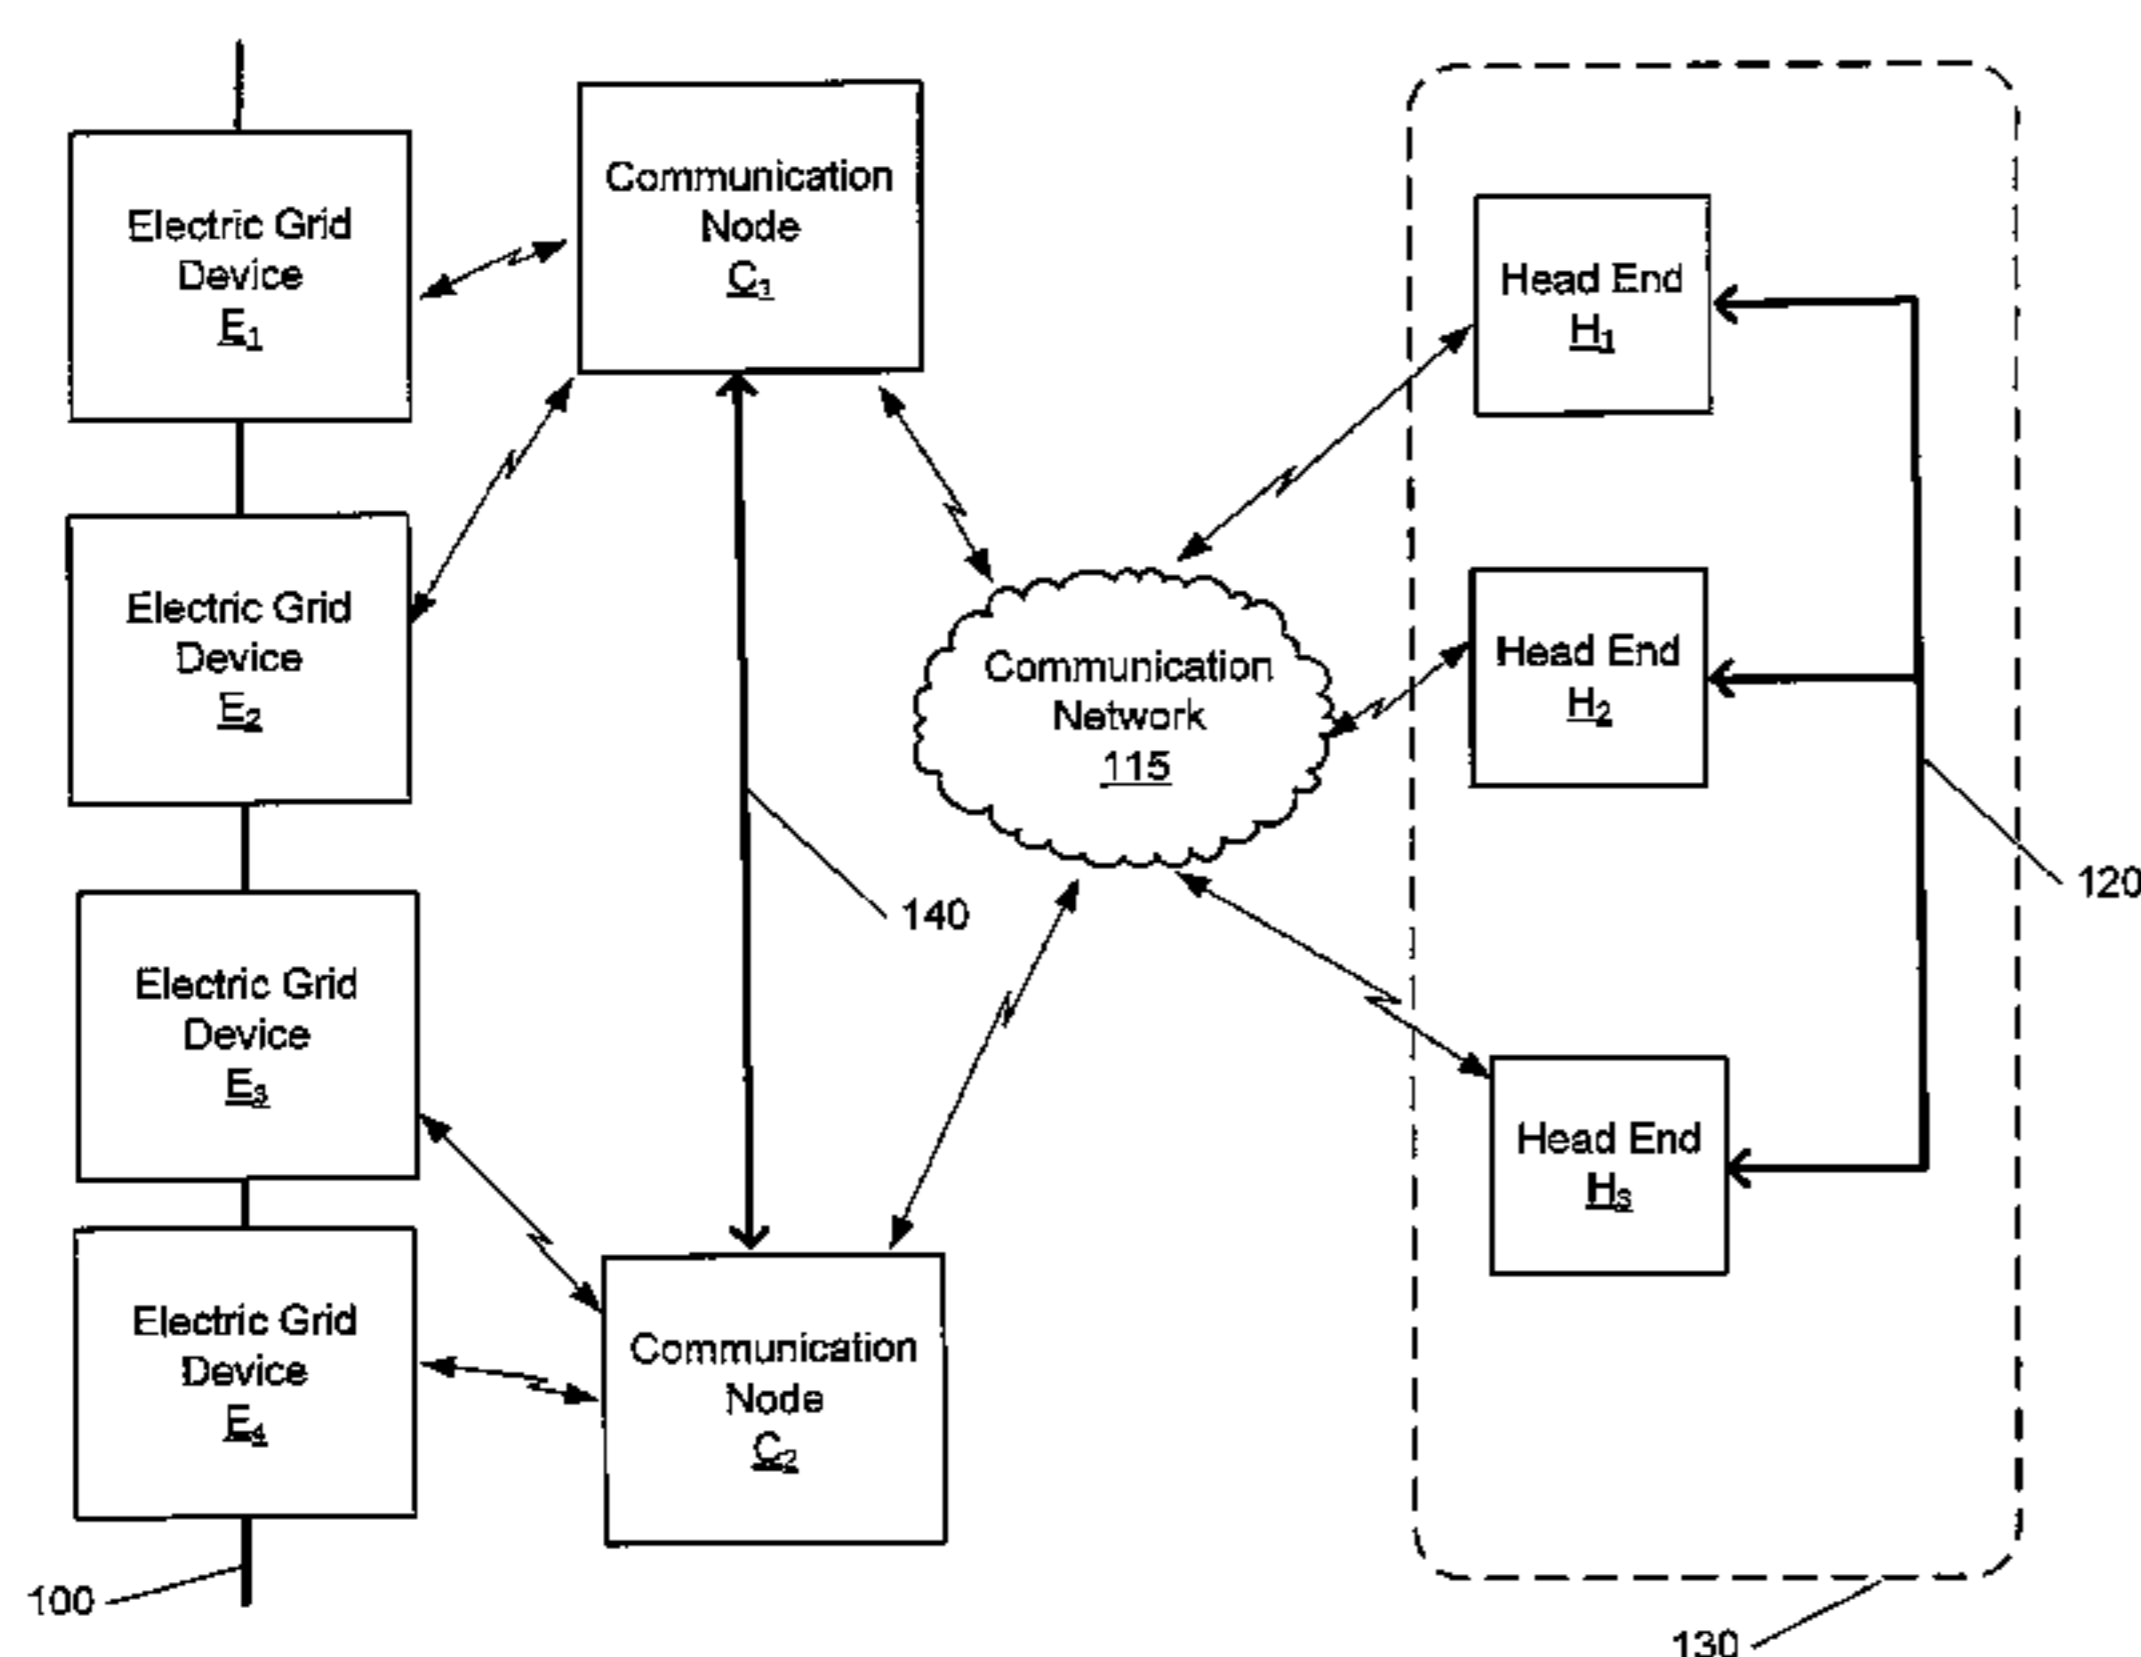 Electric Grid
Device
E1
Electric Grid
Device
E2
Electric Grid
Device
E3
Electric Grid
Device
E4
100
Communication
Node
C1
140
Communication
Node
C2
Communication
Network
115
Head End
H1
Head End
H2
Head End
H3
120
130